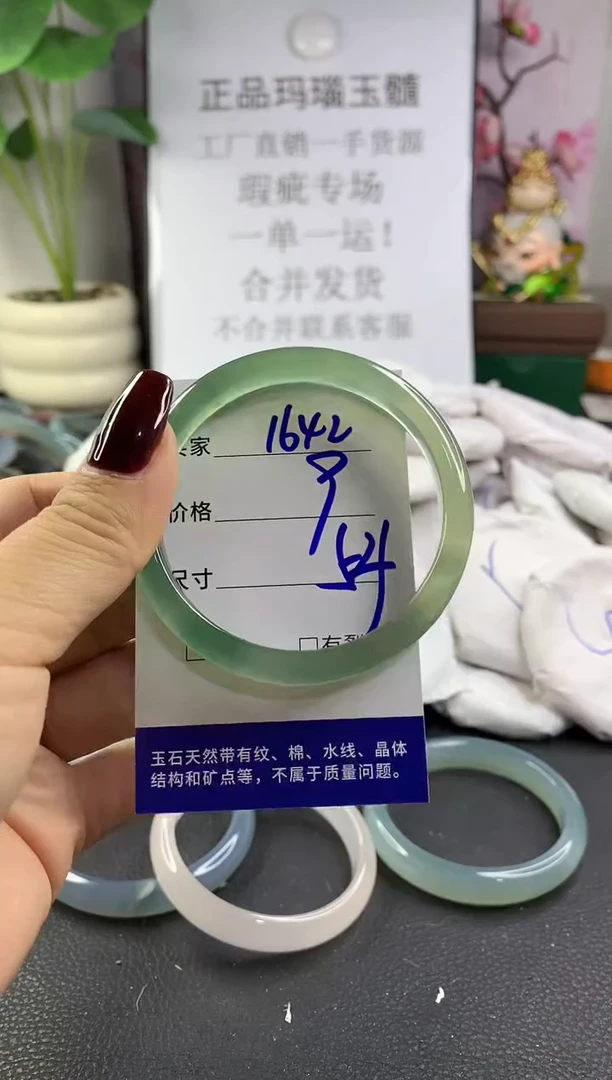 正品玛瑙玉髓
工厂直销一手货源
瑕疵专场
一单一运！
合并发货
不合并联系客服
家 1642
价格
尺寸
有裂
玉石天然带有纹、棉、水线、晶体
结构和矿点等，不属于质量问题。